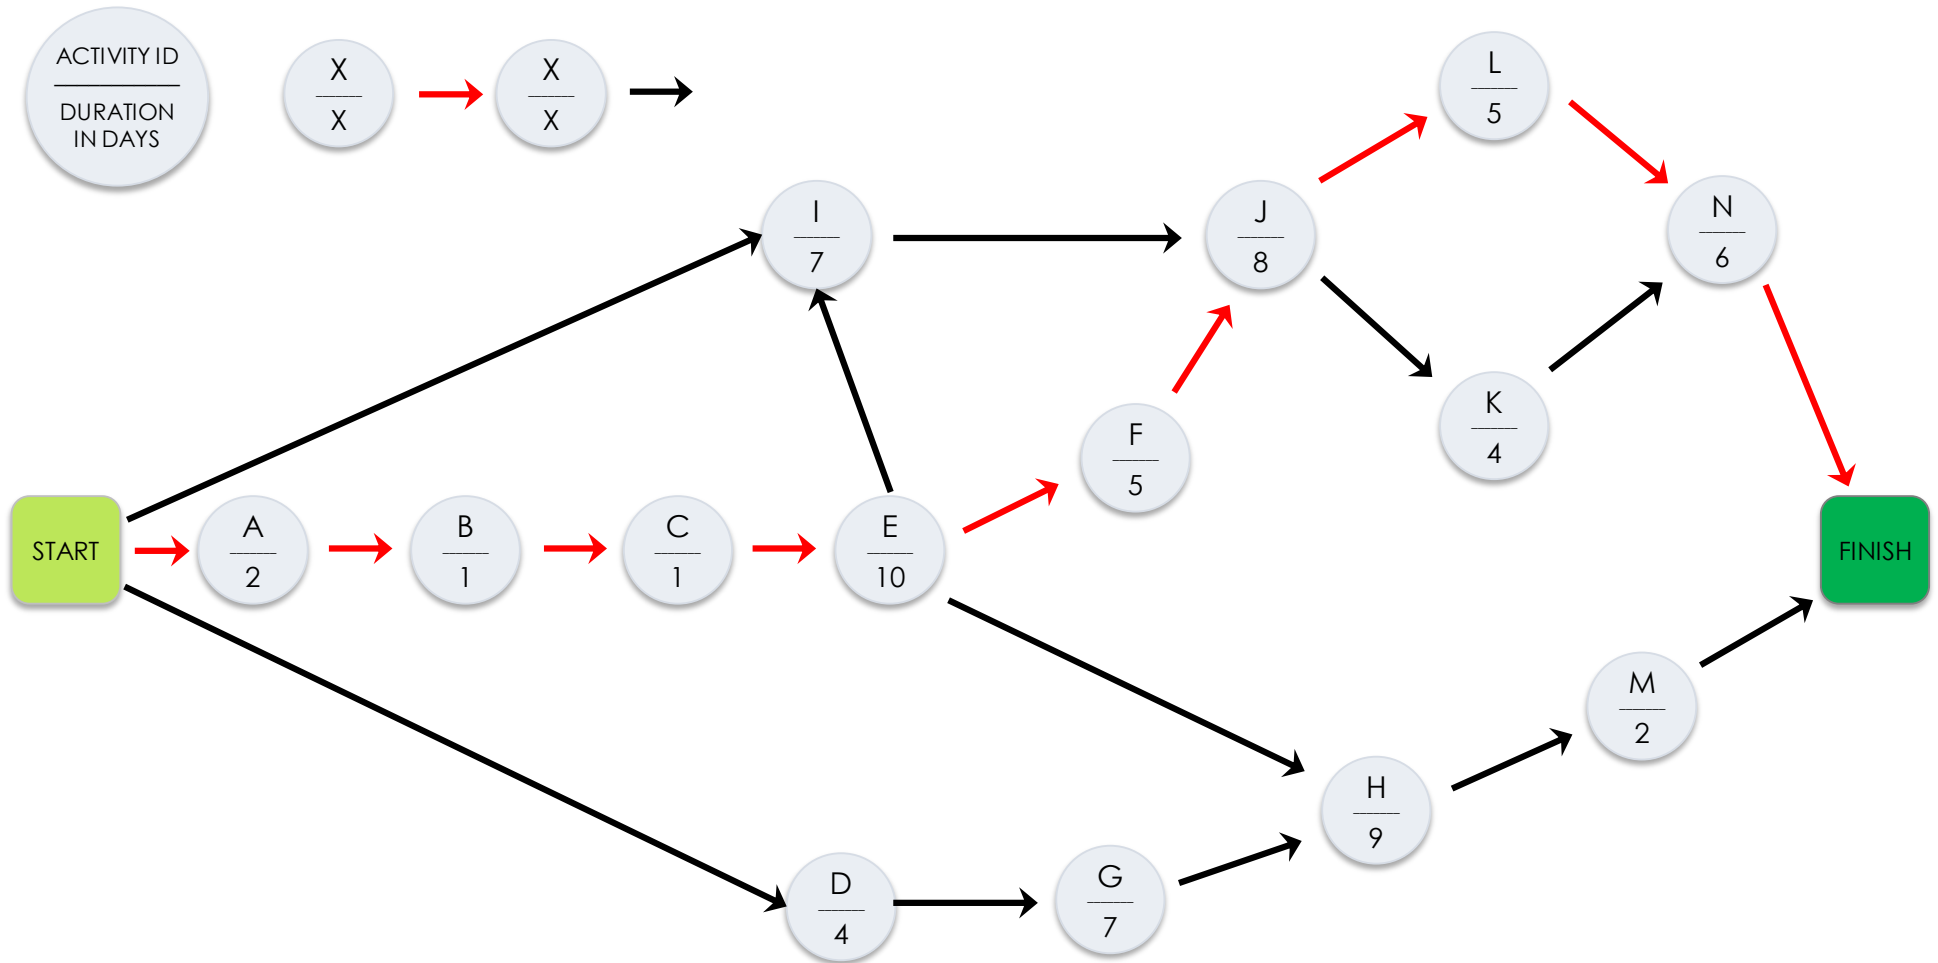 ACTIVITY ID
DURATION
IN DAYS
X
X
X
X
L
5
I
7
J
8
N
6
K
4
F
5
START
A
2
B
1
C
1
E
10
FINISH
M
2
H
9
D
4
G
7